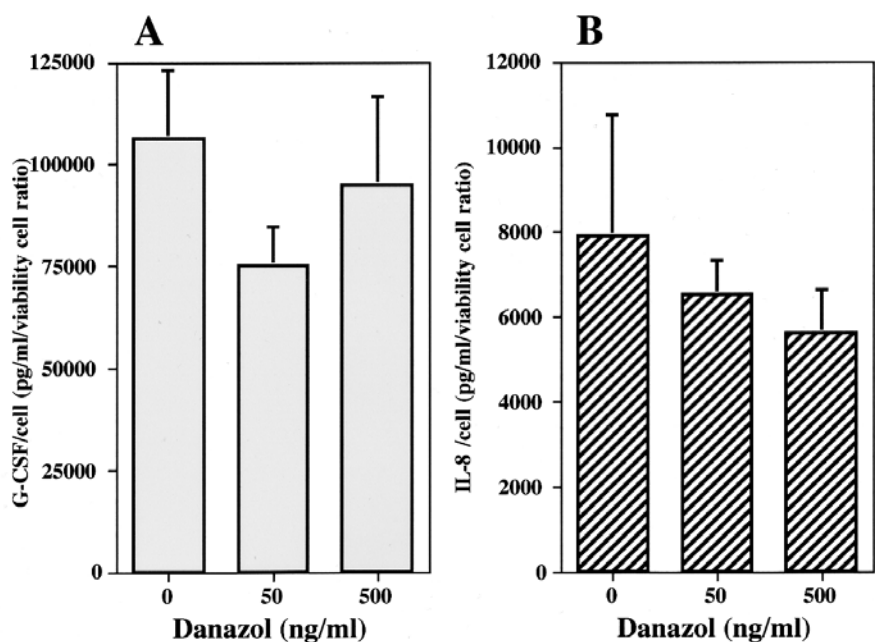 A
G-CSF/cell (pg/ml/viability cell ratio)
125000
100000
75000
50000
25000
0
0 50 500
Danazol (ng/ml)
B
IL-8 /cell (pg/ml/viability cell ratio)
12000
10000
8000
6000
4000
2000
0
0 50 500
Danazol (ng/ml)